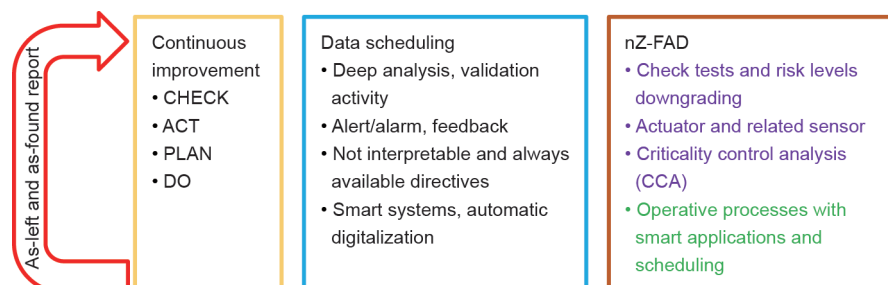 As-left and as-found report
Continuous
improvement
• CHECK
• ACT
• PLAN
• DO
Data scheduling
• Deep analysis, validation
activity
• Alert/alarm, feedback
• Not interpretable and always
available directives
• Smart systems, automatic
digitalization
nZ-FAD
• Check tests and risk levels
downgrading
• Actuator and related sensor
• Criticality control analysis
(CCA)
• Operative processes with
smart applications and
scheduling